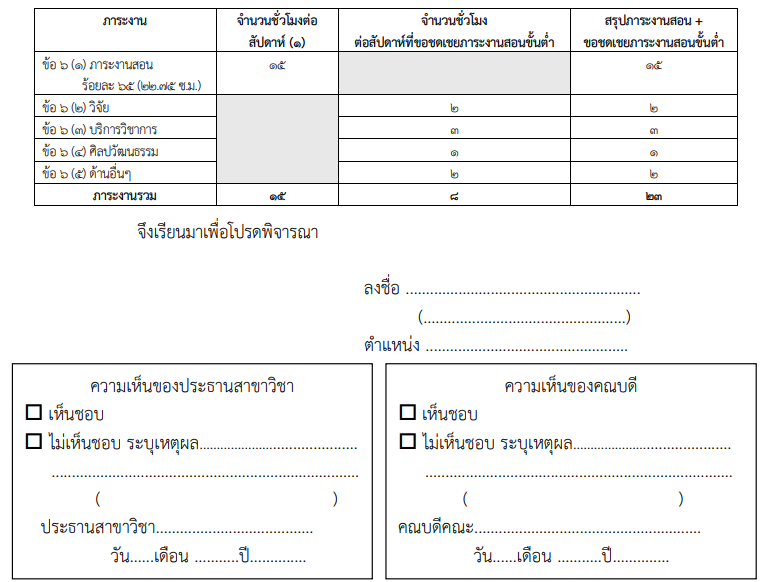 ภาระงาน จำนวนชั่วโมงต่อ จำนวนชั่วโมง สรุปภาระงานสอน +
สัปดาห์ (๑) ต่อสัปดาห์ที่ขอชดเชยภาระงานสอนขั้นต่ำ ขอชดเชยภาระงานสอนขั้นต่ำ
ข้อ ๖ (๑) ภาระงานสอน ๑๕ ๑๕
ร้อยละ ๖๕ (๒๒.๗๕ ช.ม.)
ข้อ ๖ (๒) วิจัย ๒ ๒
ข้อ ๖ (๓) บริการวิชาการ ๓ ๓
ข้อ ๖ (๔) ศิลปวัฒนธรรม ๑ ๑
ข้อ ๖ (๕) ด้านอื่นๆ ๒ ๒
ภาระงานรวม ๑๕ ๘ ๒๓
จึงเรียนมาเพื่อโปรดพิจารณา
ลงชื่อ ..........................................................
(..................................................)
ตำแหน่ง ..................................................
ความเห็นของประธานสาขาวิชา
☐ เห็นชอบ
☐ ไม่เห็นชอบ ระบุเหตุผล.......................................
............................................................................
( )
ประธานสาขาวิชา.......................................
วัน......เดือน ...........ปี..............
ความเห็นของคณบดี
☐ เห็นชอบ
☐ ไม่เห็นชอบ ระบุเหตุผล.......................................
............................................................................
( )
คณบดีคณะ........................................................
วัน......เดือน ...........ปี..............